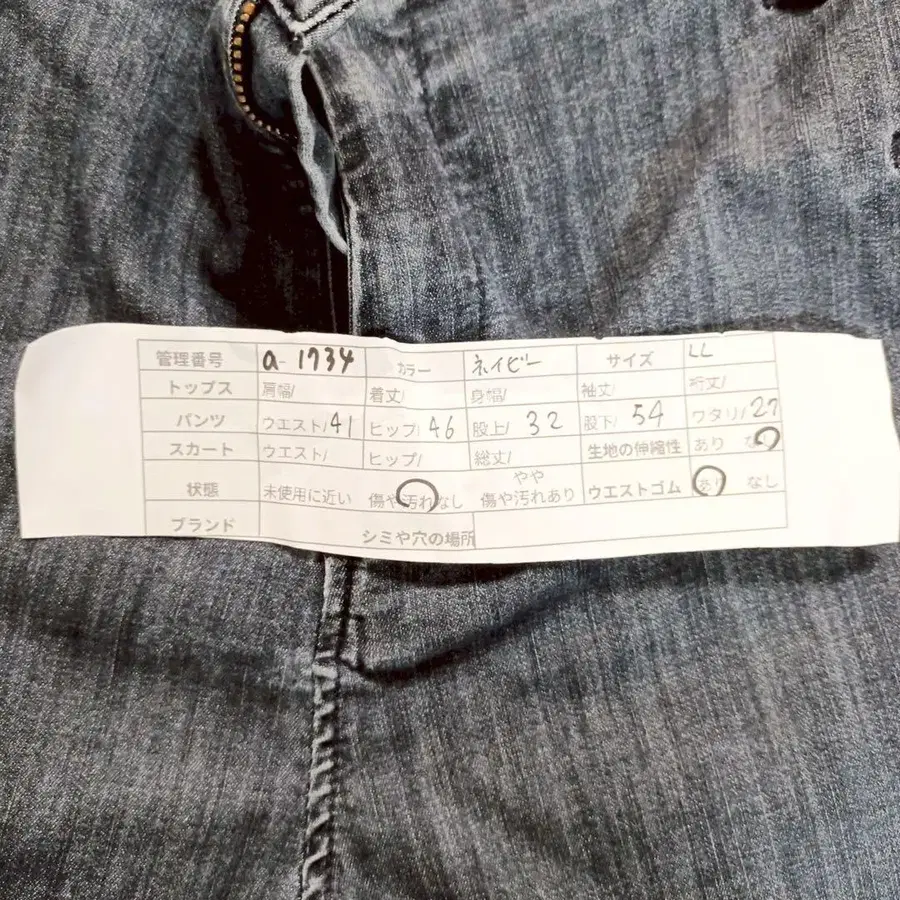 管理番号 a-1734 カラー ネイビー サイズ LL
トップス 肩幅/ 着丈/ 身幅/ 袖丈/ 裄丈/
パンツ ウエスト/41 ヒップ/46 股上/32 股下/54 ワタリ/27
スカート ウエスト/ ヒップ/ 総丈/ 生地の伸縮性 あり なし
状態 未使用に近い 傷や汚れなし やや傷や汚れあり ウエストゴム あり なし
ブランド シミや穴の場所